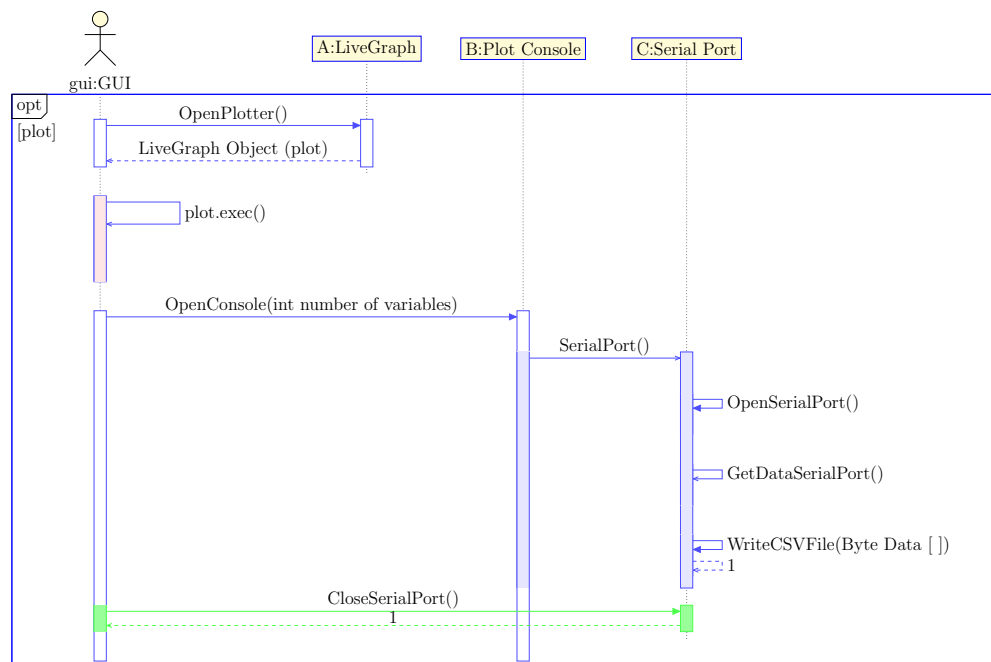 gui:GUI
A:LiveGraph
B:Plot Console
C:Serial Port
opt
[plot]
OpenPlotter()
LiveGraph Object (plot)
plot.exec()
OpenConsole(int number of variables)
SerialPort()
OpenSerialPort()
GetDataSerialPort()
WriteCSVFile(Byte Data [ ])
1
CloseSerialPort()
1